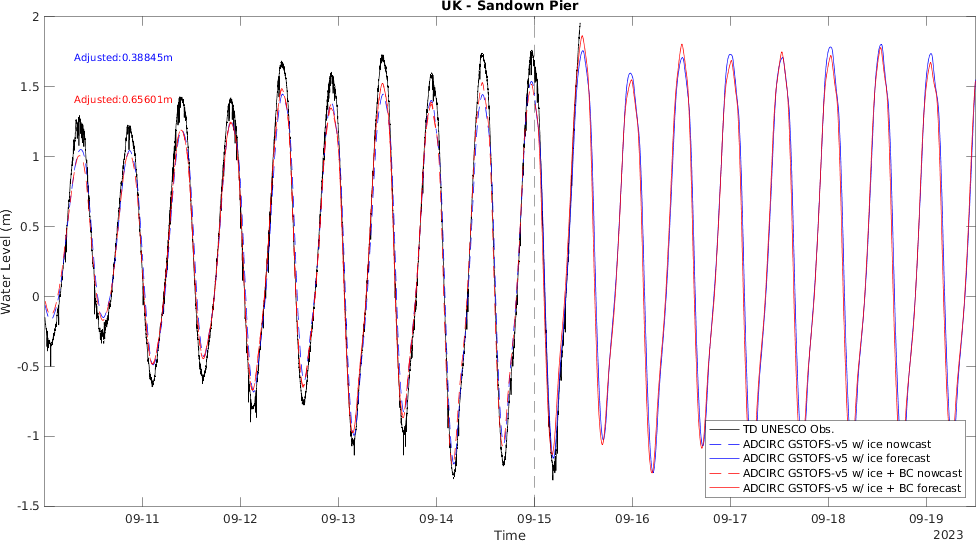 UK - Sandown Pier
2
Adjusted:0.38845m
1.5
Adjusted:0.65601m
1
0.5
Water Level (m)
0
-0.5
-1
TD UNESCO Obs.
ADCIRC GSTOFS-v5 w/ ice nowcast
ADCIRC GSTOFS-v5 w/ ice forecast
ADCIRC GSTOFS-v5 w/ ice + BC nowcast
ADCIRC GSTOFS-v5 w/ ice + BC forecast
-1.5
09-11 09-12 09-13 09-14 09-15 09-16 09-17 09-18 09-19
Time
2023